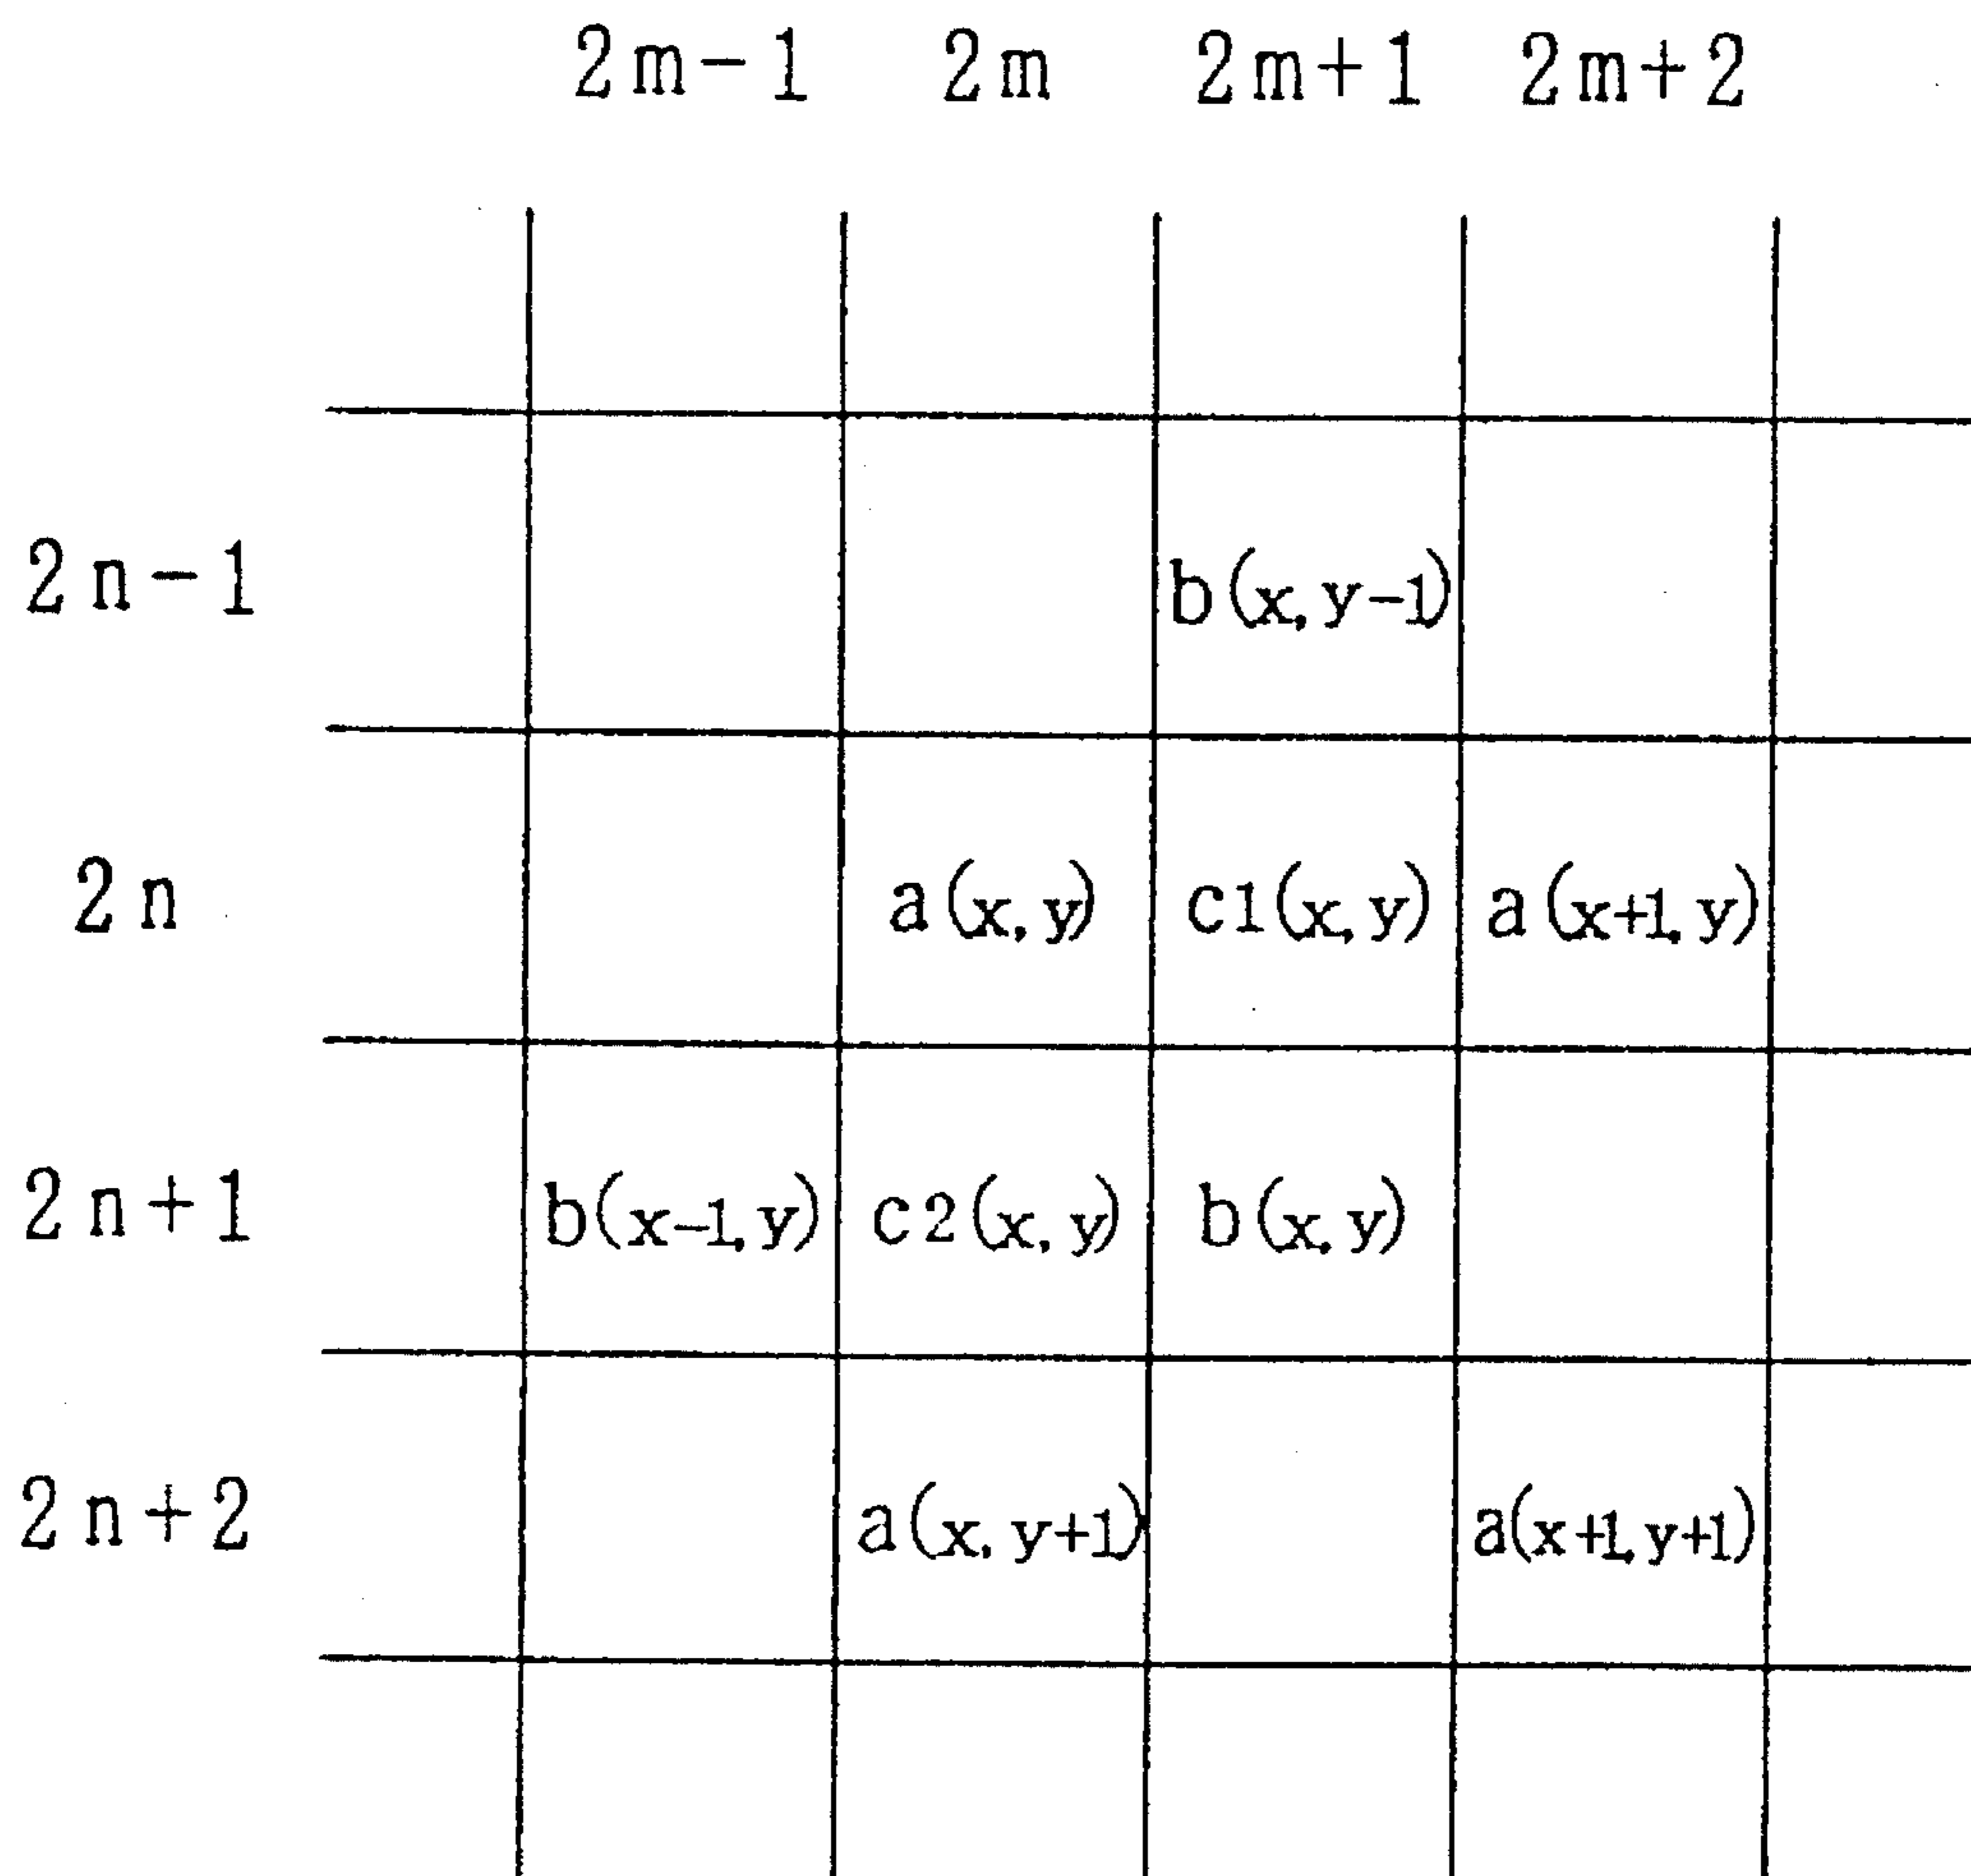 2m-1 2m 2m+1 2m+2
2n-1 b(x,y-1)
2n a(x,y) c1(x,y) a(x+1,y)
2n+1 b(x-1,y) c2(x,y) b(x,y)
2n+2 a(x,y+1) a(x+1,y+1)